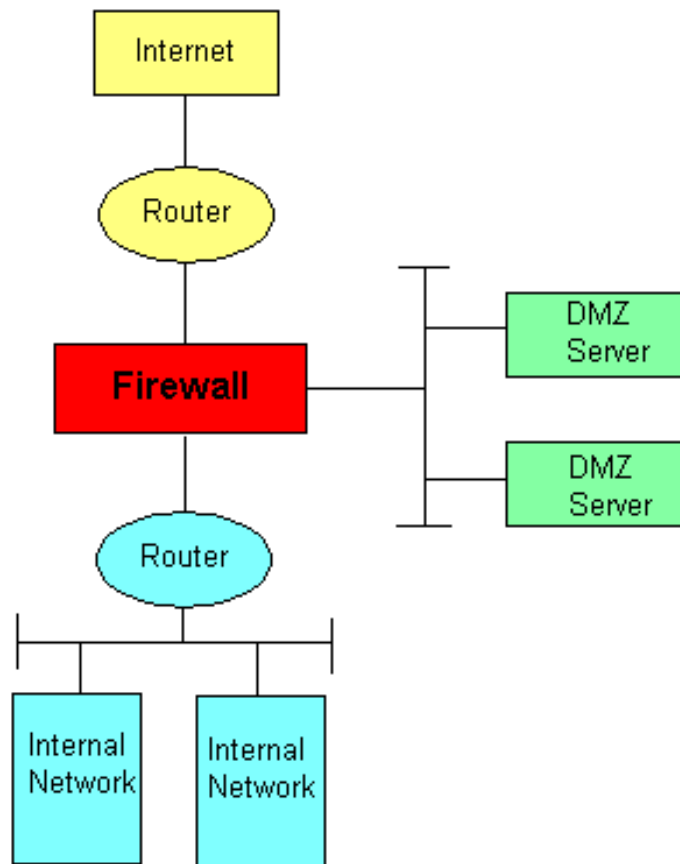 Internet
Router
Firewall
DMZ
Server
DMZ
Server
Router
Internal
Network
Internal
Network